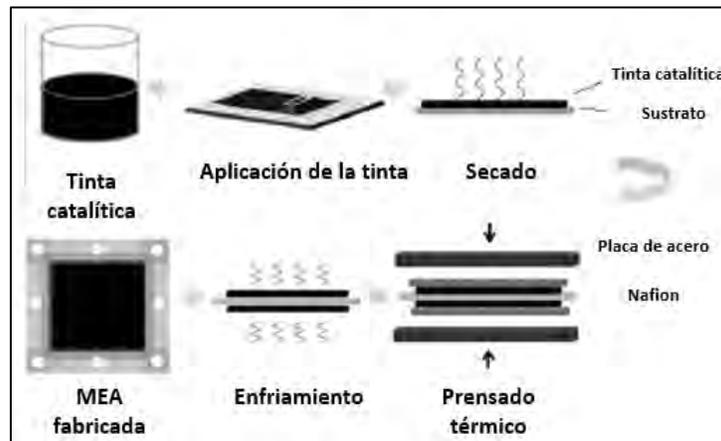 Tinta catalítica
Sustrato
Tinta
catalítica
Aplicación de la tinta
Secado
Placa de acero
Nafion
MEA
fabricada
Enfriamiento
Prensado
térmico